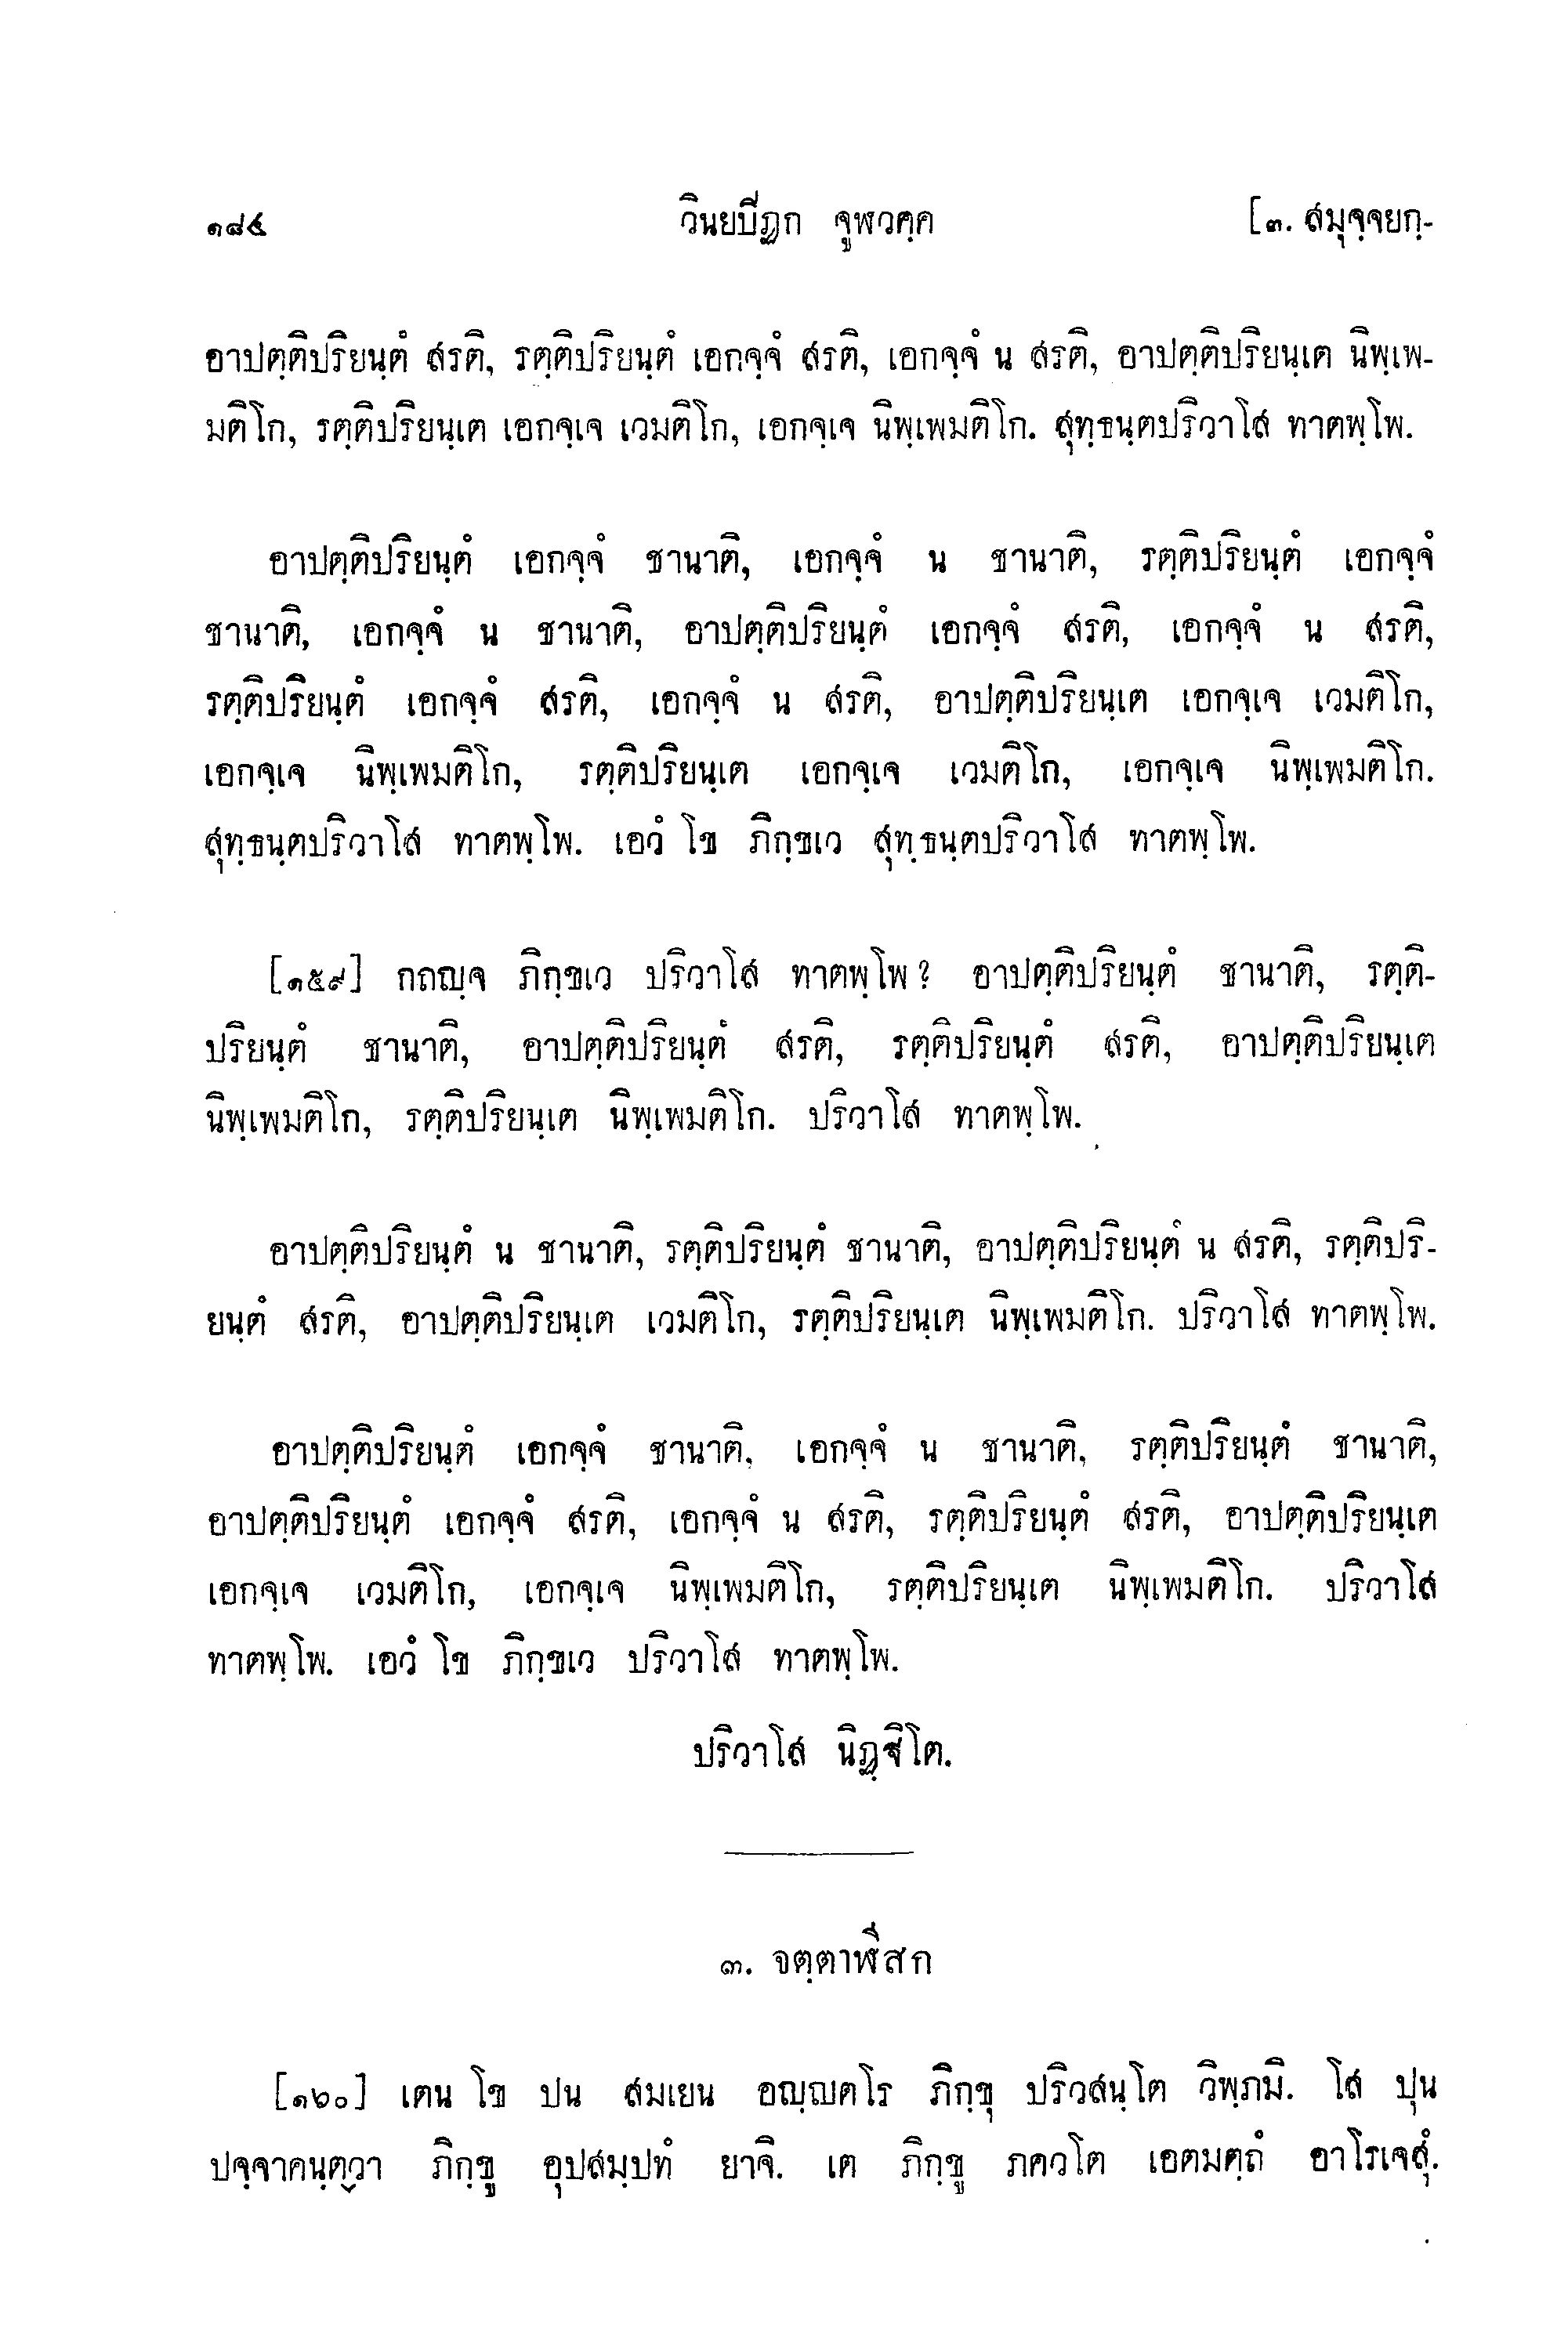 ๑๘๔ วินยปิฏก จูฬวคฺค [๓. สมุจฺจยกฺ-
อาปตฺติปริยนฺตํ สรติ, รตฺติปริยนฺตํ เอกจฺจํ สรติ, เอกจฺจํ น สรติ, อาปตฺติปริยนฺเต นิพฺเพ-
มติโก, รตฺติปริยนฺเต เอกจฺเจ เวมติโก, เอกจฺเจ นิพฺเพมติโก. สุทฺธนฺตปริวาโส ทาตพฺโพ.
อาปตฺติปริยนฺตํ เอกจฺจํ ชานาติ, เอกจฺจํ น ชานาติ, รตฺติปริยนฺตํ เอกจฺจํ
ชานาติ, เอกจฺจํ น ชานาติ, อาปตฺติปริยนฺตํ เอกจฺจํ สรติ, เอกจฺจํ น สรติ,
รตฺติปริยนฺตํ เอกจฺจํ สรติ, เอกจฺจํ น สรติ, อาปตฺติปริยนฺเต เอกจฺเจ เวมติโก,
เอกจฺเจ นิพฺเพมติโก, รตฺติปริยนฺเต เอกจฺเจ เวมติโก, เอกจฺเจ นิพฺเพมติโก.
สุทฺธนฺตปริวาโส ทาตพฺโพ. เอวํ โข ภิกฺขเว สุทฺธนฺตปริวาโส ทาตพฺโพ.
[๑๕๙] กถญฺจ ภิกฺขเว ปริวาโส ทาตพฺโพ? อาปตฺติปริยนฺตํ ชานาติ, รตฺติ-
ปริยนฺตํ ชานาติ, อาปตฺติปริยนฺตํ สรติ, รตฺติปริยนฺตํ สรติ, อาปตฺติปริยนฺเต
นิพฺเพมติโก, รตฺติปริยนฺเต นิพฺเพมติโก. ปริวาโส ทาตพฺโพ.
อาปตฺติปริยนฺตํ น ชานาติ, รตฺติปริยนฺตํ ชานาติ, อาปตฺติปริยนฺตํ น สรติ, รตฺติปริ-
ยนฺตํ สรติ, อาปตฺติปริยนฺเต เวมติโก, รตฺติปริยนฺเต นิพฺเพมติโก. ปริวาโส ทาตพฺโพ.
อาปตฺติปริยนฺตํ เอกจฺจํ ชานาติ, เอกจฺจํ น ชานาติ, รตฺติปริยนฺตํ ชานาติ,
อาปตฺติปริยนฺตํ เอกจฺจํ สรติ, เอกจฺจํ น สรติ, รตฺติปริยนฺตํ สรติ, อาปตฺติปริยนฺเต
เอกจฺเจ เวมติโก, เอกจฺเจ นิพฺเพมติโก, รตฺติปริยนฺเต นิพฺเพมติโก. ปริวาโส
ทาตพฺโพ. เอวํ โข ภิกฺขเว ปริวาโส ทาตพฺโพ.
ปริวาโส นิฏฺฐิโต.
๓. จตฺตาฬีสก
[๑๖๐] เตน โข ปน สมเยน อญฺญตโร ภิกฺขุ ปริวสนฺโต วิพฺภมิ. โส ปุน
ปจฺจาคนฺตฺวา ภิกฺขู อุปสมฺปทํ ยาจิ. เต ภิกฺขู ภควโต เอตมตฺถํ อาโรเจสุํ.